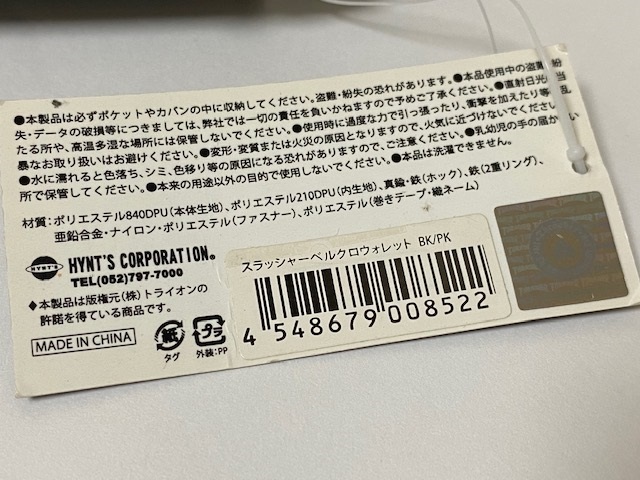 ●本製品は必ずポケットやカバンの中に収納してください。盗難・紛失の恐れがあります。●本製品使用中の盗難、紛
失・データの破損等につきましては、弊社では一切の責任を負いかねますので予めご了承ください。●直射日光の当
たる所や、高温多湿な場所には保管しないでください。●使用時に過度な力で引っ張ったり、衝撃を加えたり等、乱
暴なお取り扱いはお避けください。●変形・変質または火災の原因となりますので、火気に近づけないでください。
●水に濡れると色落ち、シミ、色移り等の原因になる恐れがありますので、ご注意ください。●乳幼児の手の届かない
所で保管してください。●本来の用途以外の目的で使用しないでください。●本品は洗濯できません。
材質：ポリエステル840DPU(本体生地)、ポリエステル210DPU(内生地)、真鍮・鉄(ホック)、鉄(2重リング)、
亜鉛合金・ナイロン・ポリエステル(ファスナー)、ポリエステル(巻きテープ・織ネーム)
HYNT'S
HYNT'S CORPORATION®
TEL(052)797-7000
◆本製品は版権元(株)トライオンの
許諾を得ている商品です。
MADE IN CHINA
紙
タグ
プラ
外装：PP
スラッシャーベルクロウォレット BK/PK
4 548679 008522